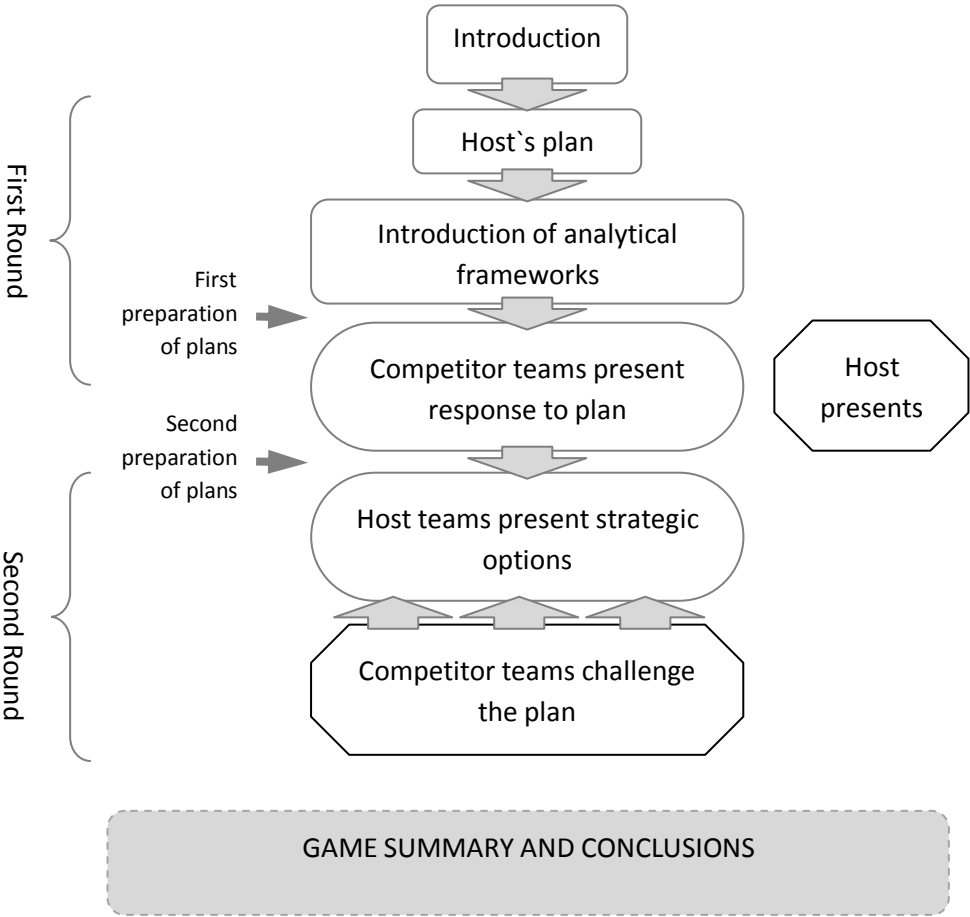 Introduction
Host`s plan
First Round
Introduction of analytical
frameworks
First
preparation
of plans
Competitor teams present
response to plan
Host
presents
Second
preparation
of plans
Second Round
Host teams present strategic
options
Competitor teams challenge
the plan
GAME SUMMARY AND CONCLUSIONS